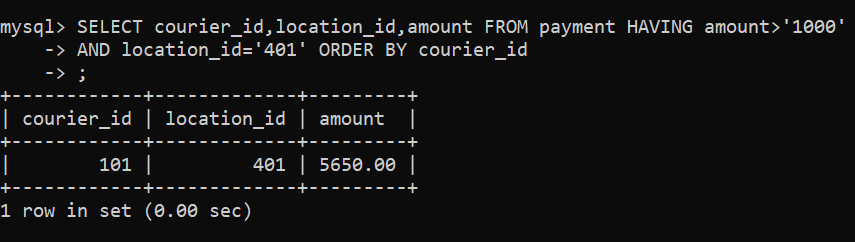 mysql> SELECT courier_id,location_id,amount FROM payment HAVING amount>'1000'
    -> AND location_id='401' ORDER BY courier_id
    -> ;
+------------+-------------+---------+
| courier_id | location_id | amount  |
+------------+-------------+---------+
|        101 |         401 | 5650.00 |
+------------+-------------+---------+
1 row in set (0.00 sec)